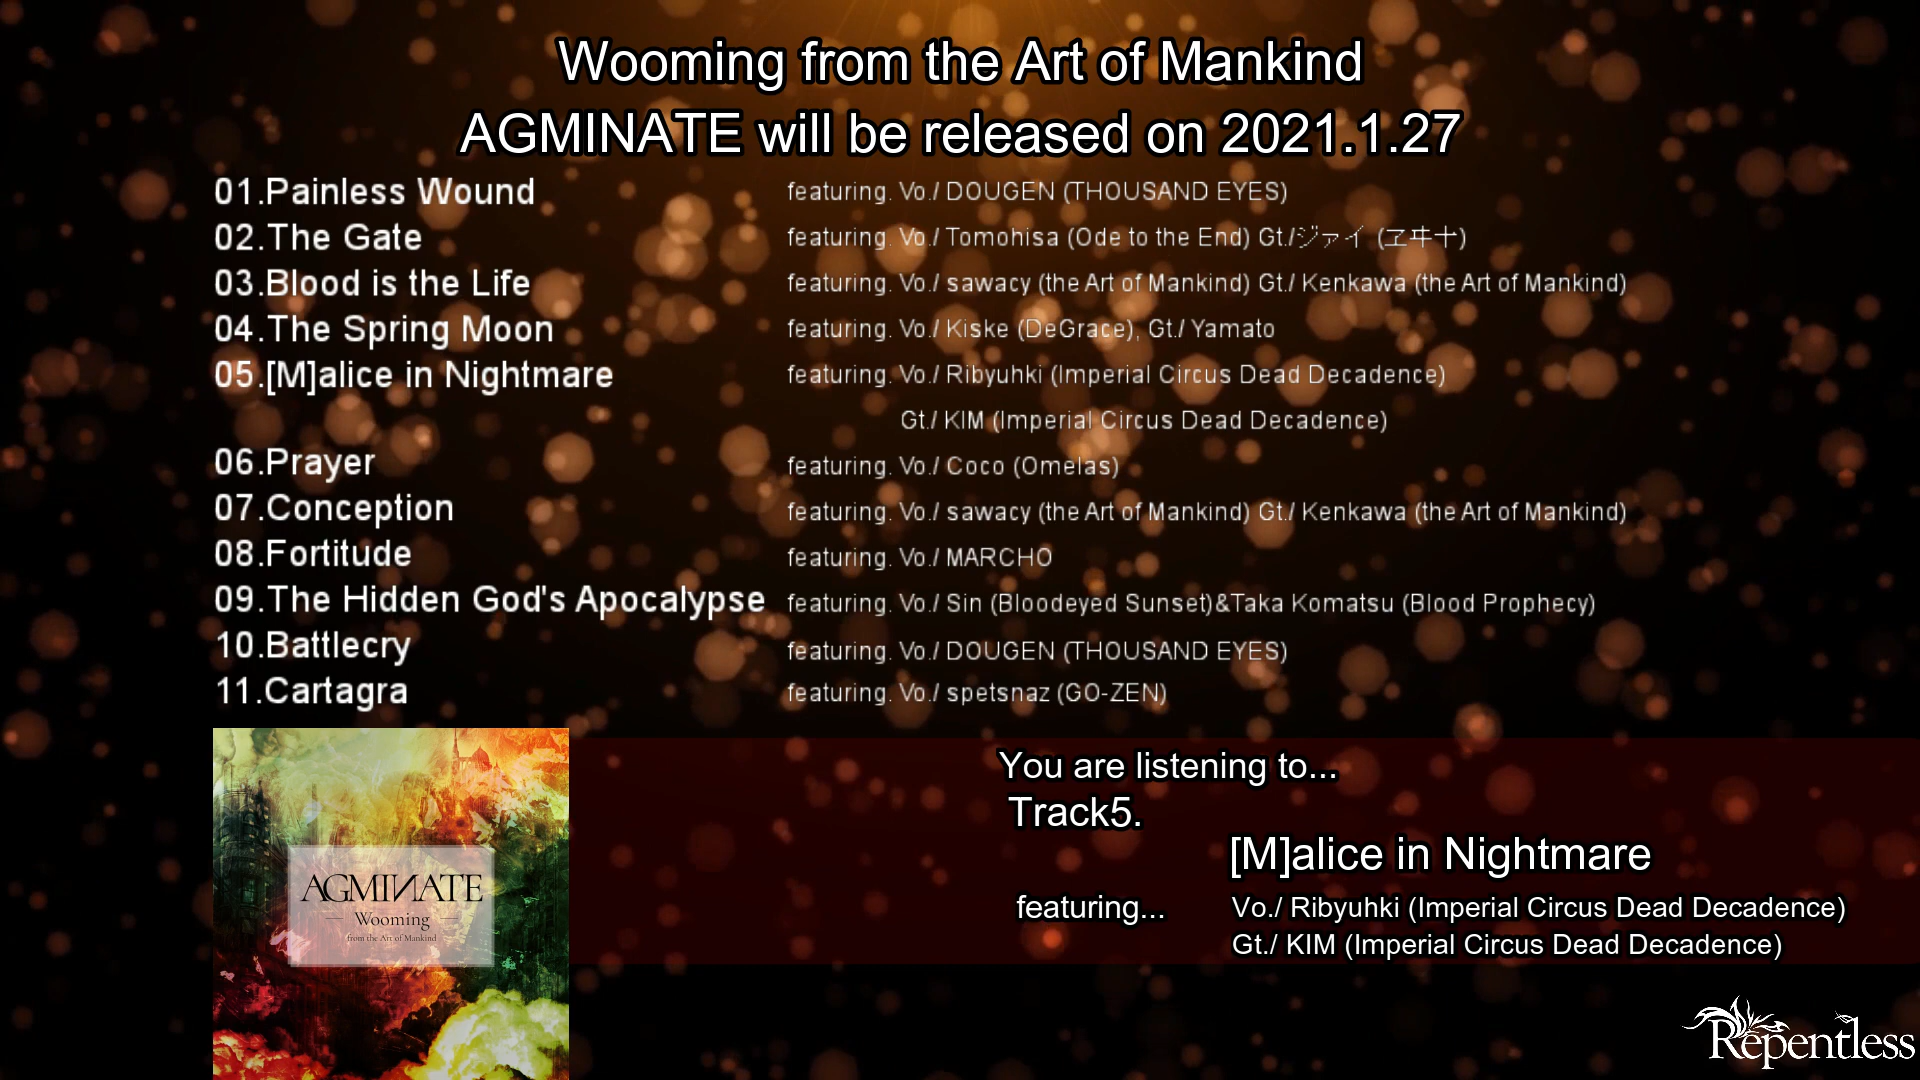 Wooming from the Art of Mankind
AGMINATE will be released on 2021.1.27
01.Painless Wound featuring. Vo./ DOUGEN (THOUSAND EYES)
02.The Gate featuring. Vo./ Tomohisa (Ode to the End) Gt./ジァイ (ヱヰ十)
03.Blood is the Life featuring. Vo./ sawacy (the Art of Mankind) Gt./ Kenkawa (the Art of Mankind)
04.The Spring Moon featuring. Vo./ Kiske (DeGrace), Gt./ Yamato
05.[M]alice in Nightmare featuring. Vo./ Ribyuhki (Imperial Circus Dead Decadence)
Gt./ KIM (Imperial Circus Dead Decadence)
06.Prayer featuring. Vo./ Coco (Omelas)
07.Conception featuring. Vo./ sawacy (the Art of Mankind) Gt./ Kenkawa (the Art of Mankind)
08.Fortitude featuring. Vo./ MARCHO
09.The Hidden God's Apocalypse featuring. Vo./ Sin (Bloodeyed Sunset)&Taka Komatsu (Blood Prophecy)
10.Battlecry featuring. Vo./ DOUGEN (THOUSAND EYES)
11.Cartagra featuring. Vo./ spetsnaz (GO-ZEN)
AGMINATE
Wooming
from the Art of Mankind
You are listening to...
Track5.
[M]alice in Nightmare
featuring... Vo./ Ribyuhki (Imperial Circus Dead Decadence)
Gt./ KIM (Imperial Circus Dead Decadence)
Repentless